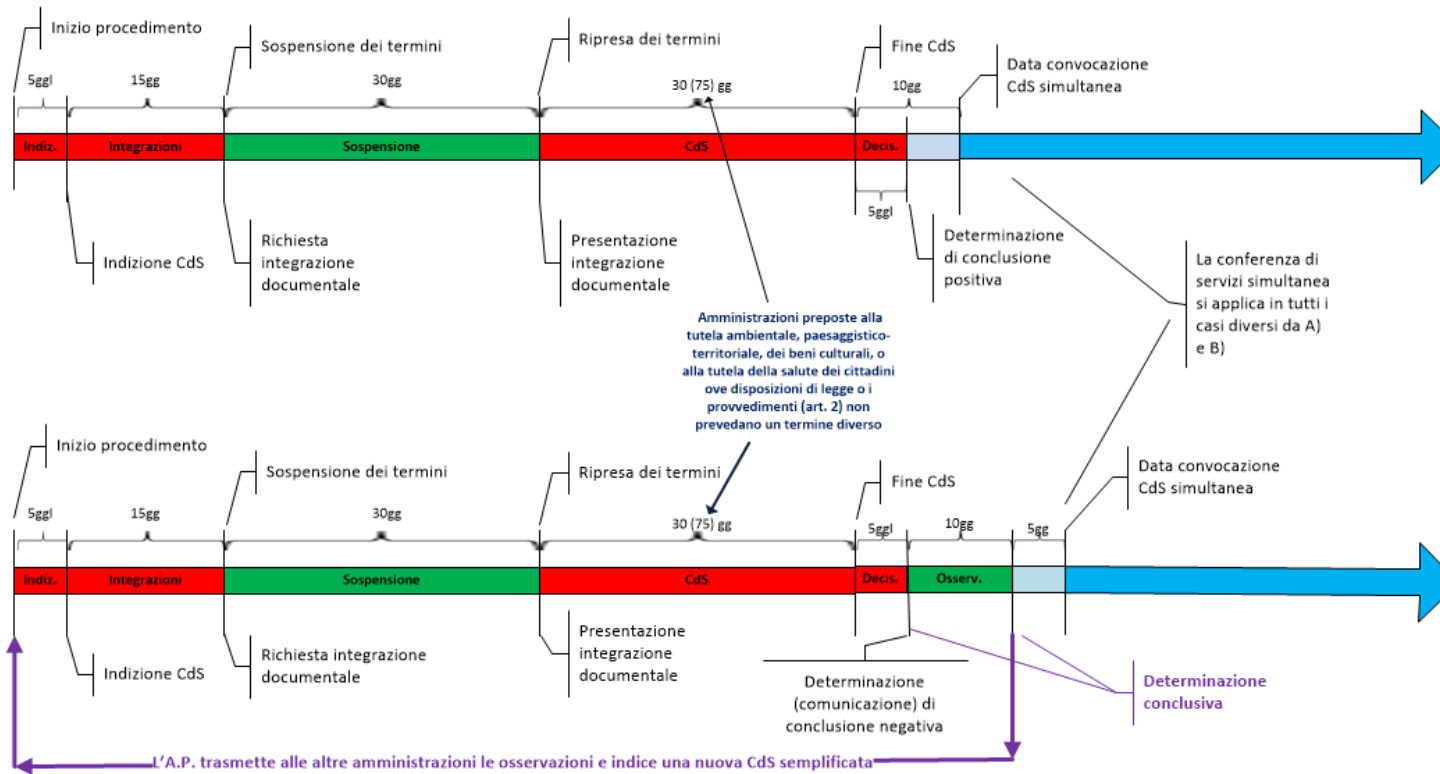 Inizio procedimento
Sospensione dei termini
Ripresa dei termini
Fine CdS
Data convocazione
CdS simultanea
5ggl
15gg
30gg
30 (75) gg
10gg
Indiz.
Integrazioni
Sospensione
CdS
Decis.
5ggl
Indizione CdS
Richiesta
integrazione
documentale
Presentazione
integrazione
documentale
Determinazione
di conclusione
positiva
La conferenza di
servizi simultanea
si applica in tutti i
casi diversi da A)
e B)
Amministrazioni preposte alla
tutela ambientale, paesaggistico-
territoriale, dei beni culturali, o
alla tutela della salute dei cittadini
ove disposizioni di legge o i
provvedimenti (art. 2) non
prevedano un termine diverso
Inizio procedimento
Sospensione dei termini
Ripresa dei termini
Fine CdS
Data convocazione
CdS simultanea
5ggl
15gg
30gg
30 (75) gg
5ggl
10gg
5gg
Indiz.
Integrazioni
Sospensione
CdS
Decis.
Osserv.
Indizione CdS
Richiesta integrazione
documentale
Presentazione
integrazione
documentale
Determinazione
(comunicazione) di
conclusione negativa
Determinazione
conclusiva
L'A.P. trasmette alle altre amministrazioni le osservazioni e indice una nuova CdS semplificata